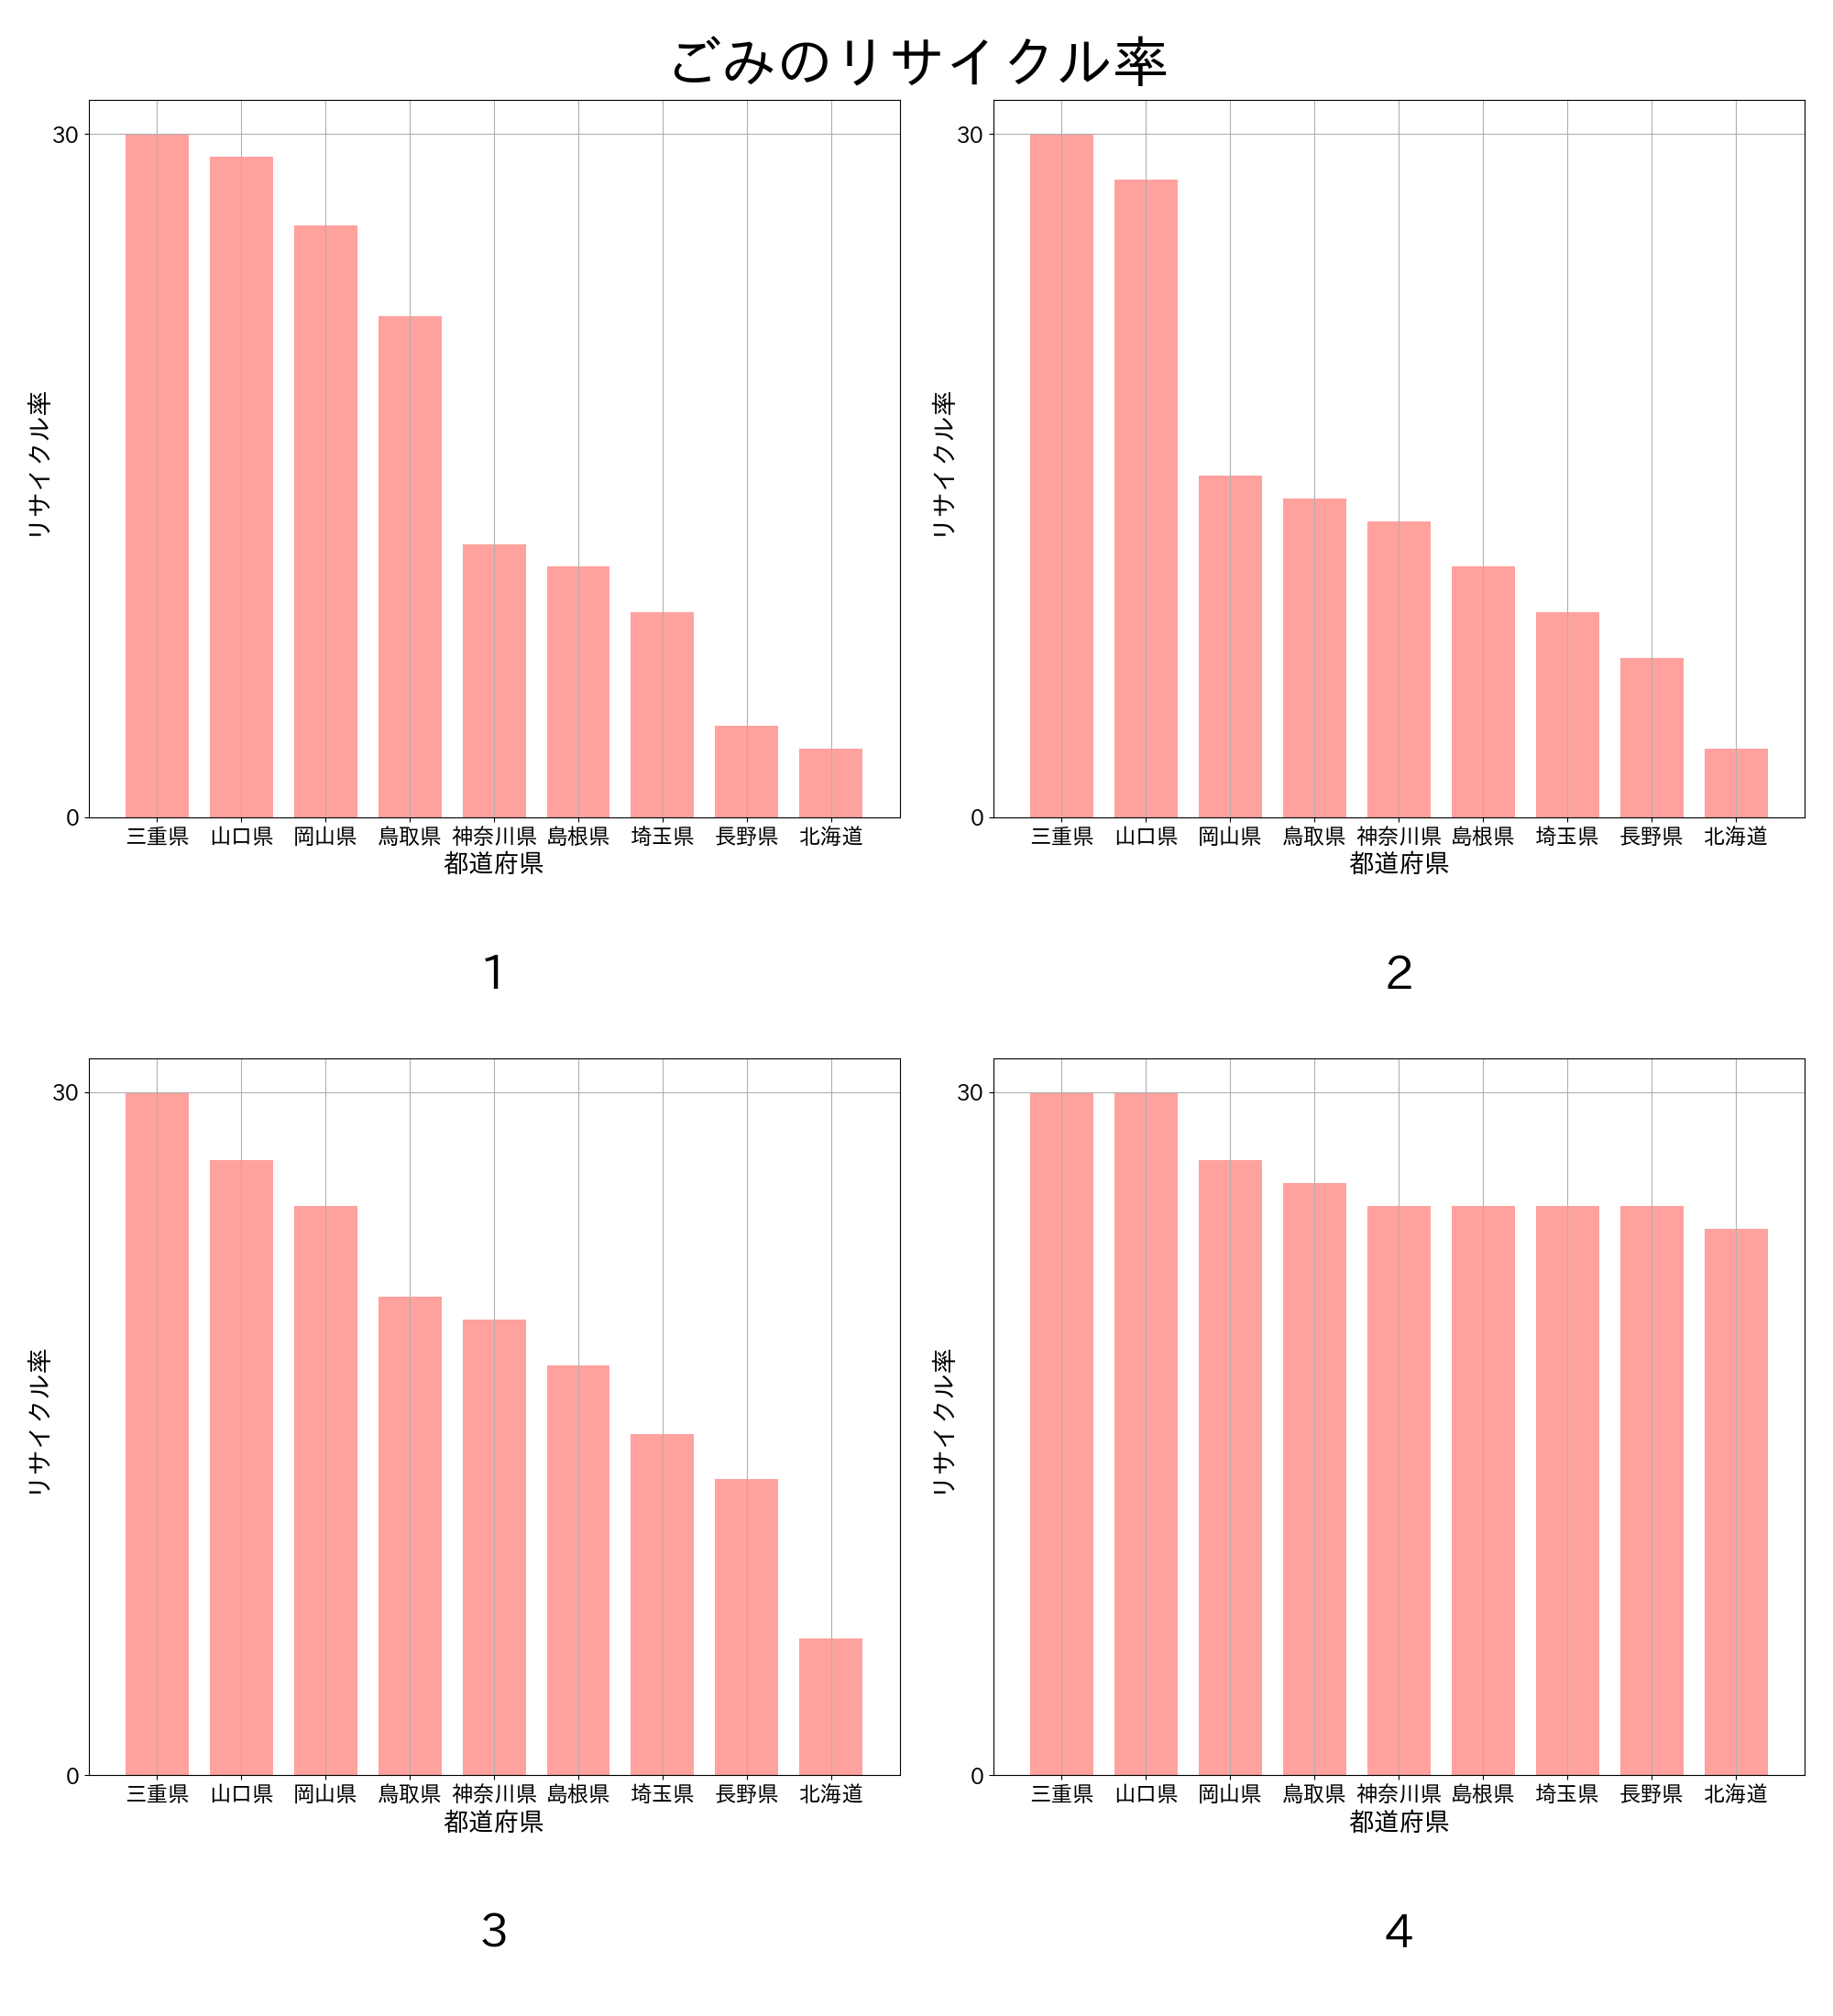 ごみのリサイクル率
30
0
リサイクル率
三重県 山口県 岡山県 鳥取県 神奈川県 島根県 埼玉県 長野県 北海道
都道府県
1
30
0
リサイクル率
三重県 山口県 岡山県 鳥取県 神奈川県 島根県 埼玉県 長野県 北海道
都道府県
2
30
0
リサイクル率
三重県 山口県 岡山県 鳥取県 神奈川県 島根県 埼玉県 長野県 北海道
都道府県
3
30
0
リサイクル率
三重県 山口県 岡山県 鳥取県 神奈川県 島根県 埼玉県 長野県 北海道
都道府県
4